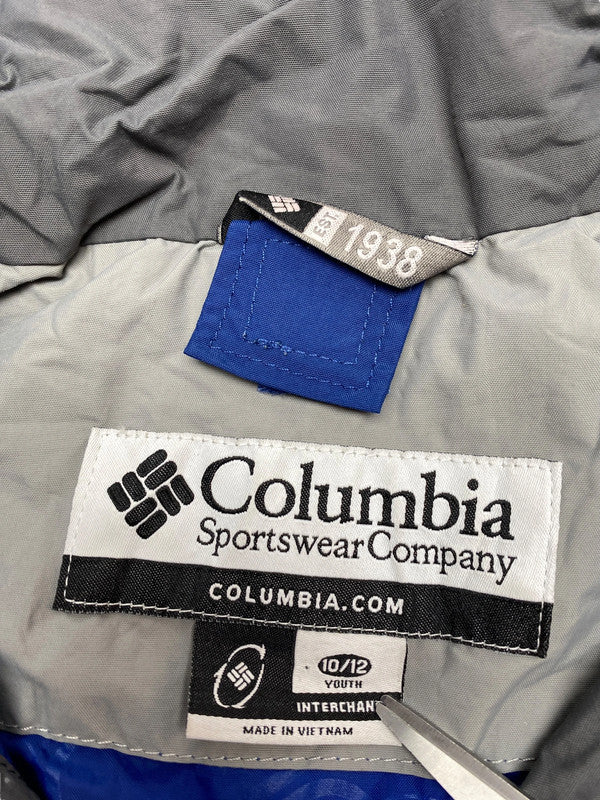 EST. 1938
Columbia
Sportswear Company
COLUMBIA.COM
10/12
YOUTH
MADE IN VIETNAM